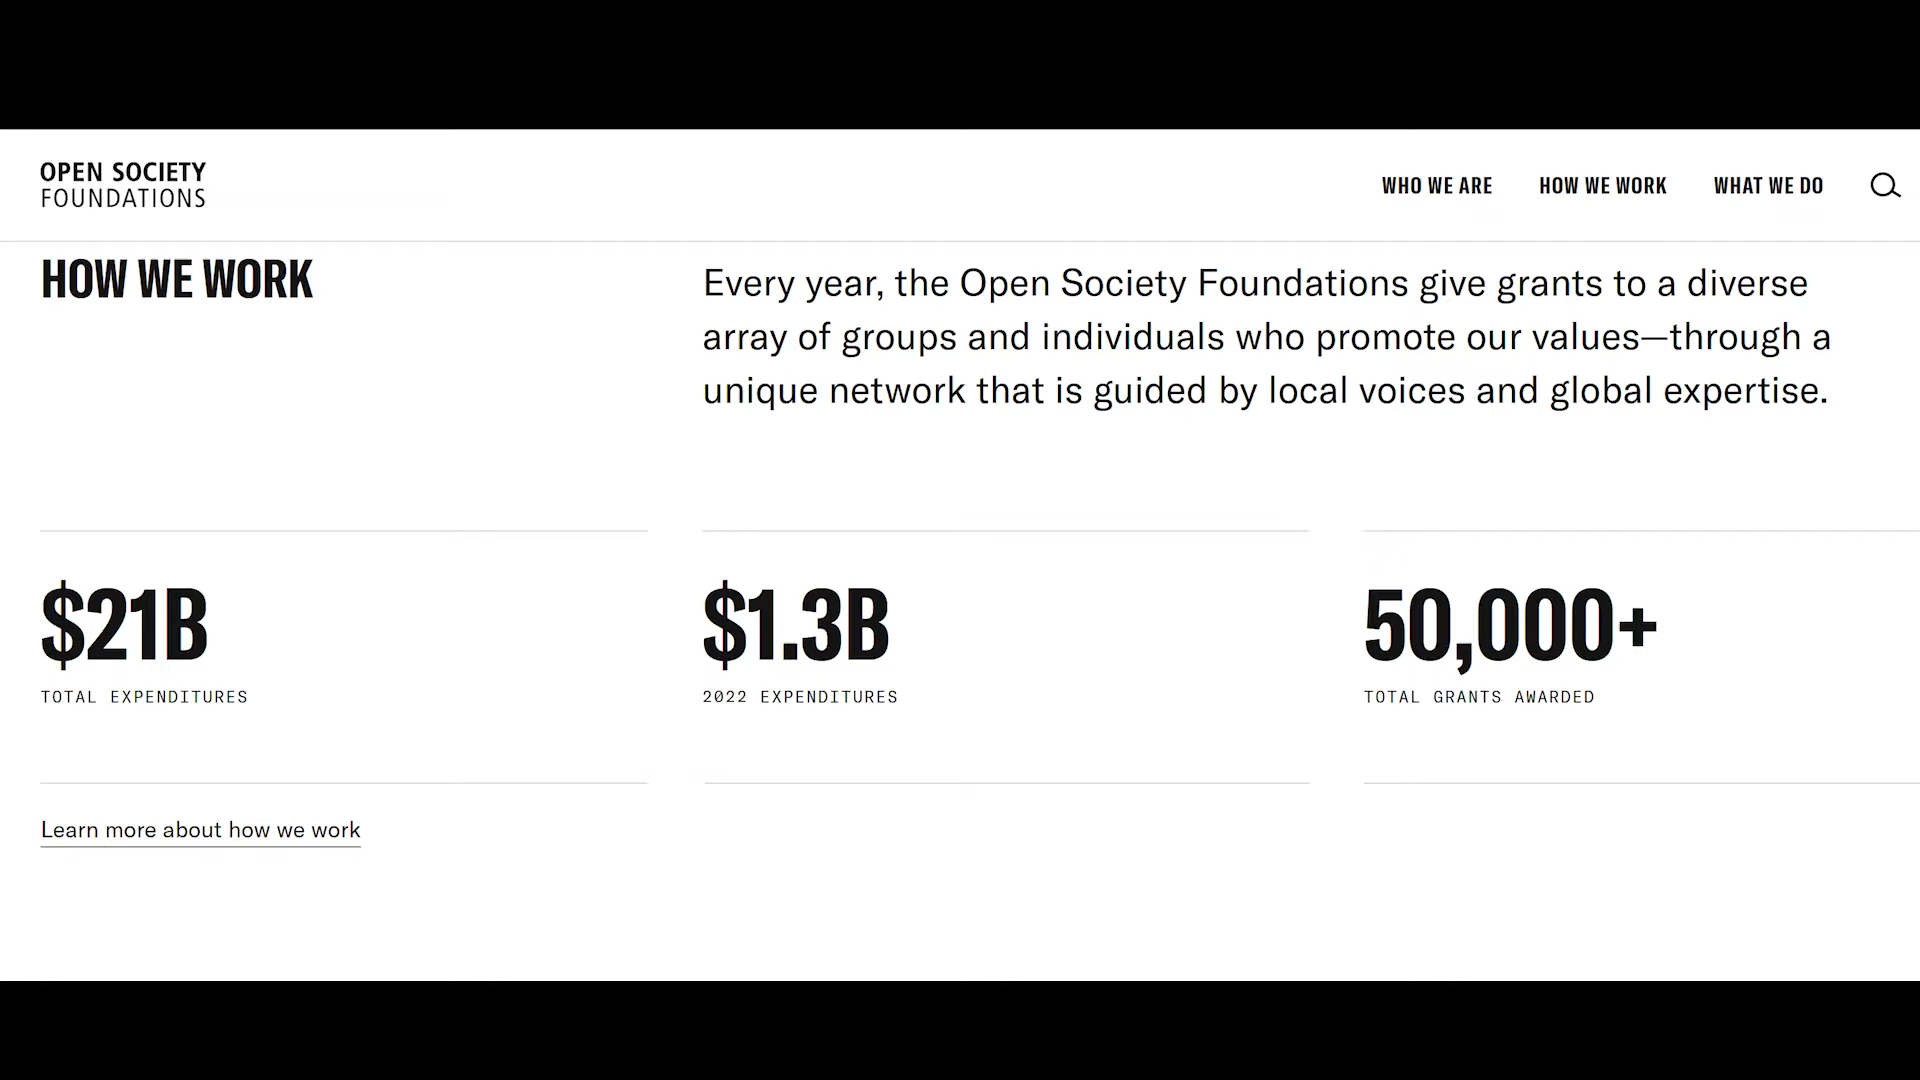 OPEN SOCIETY
FOUNDATIONS
WHO WE ARE
HOW WE WORK
WHAT WE DO
HOW WE WORK
Every year, the Open Society Foundations give grants to a diverse
array of groups and individuals who promote our values—through a
unique network that is guided by local voices and global expertise.
$21B
TOTAL EXPENDITURES
$1.3B
2022 EXPENDITURES
50,000+
TOTAL GRANTS AWARDED
Learn more about how we work